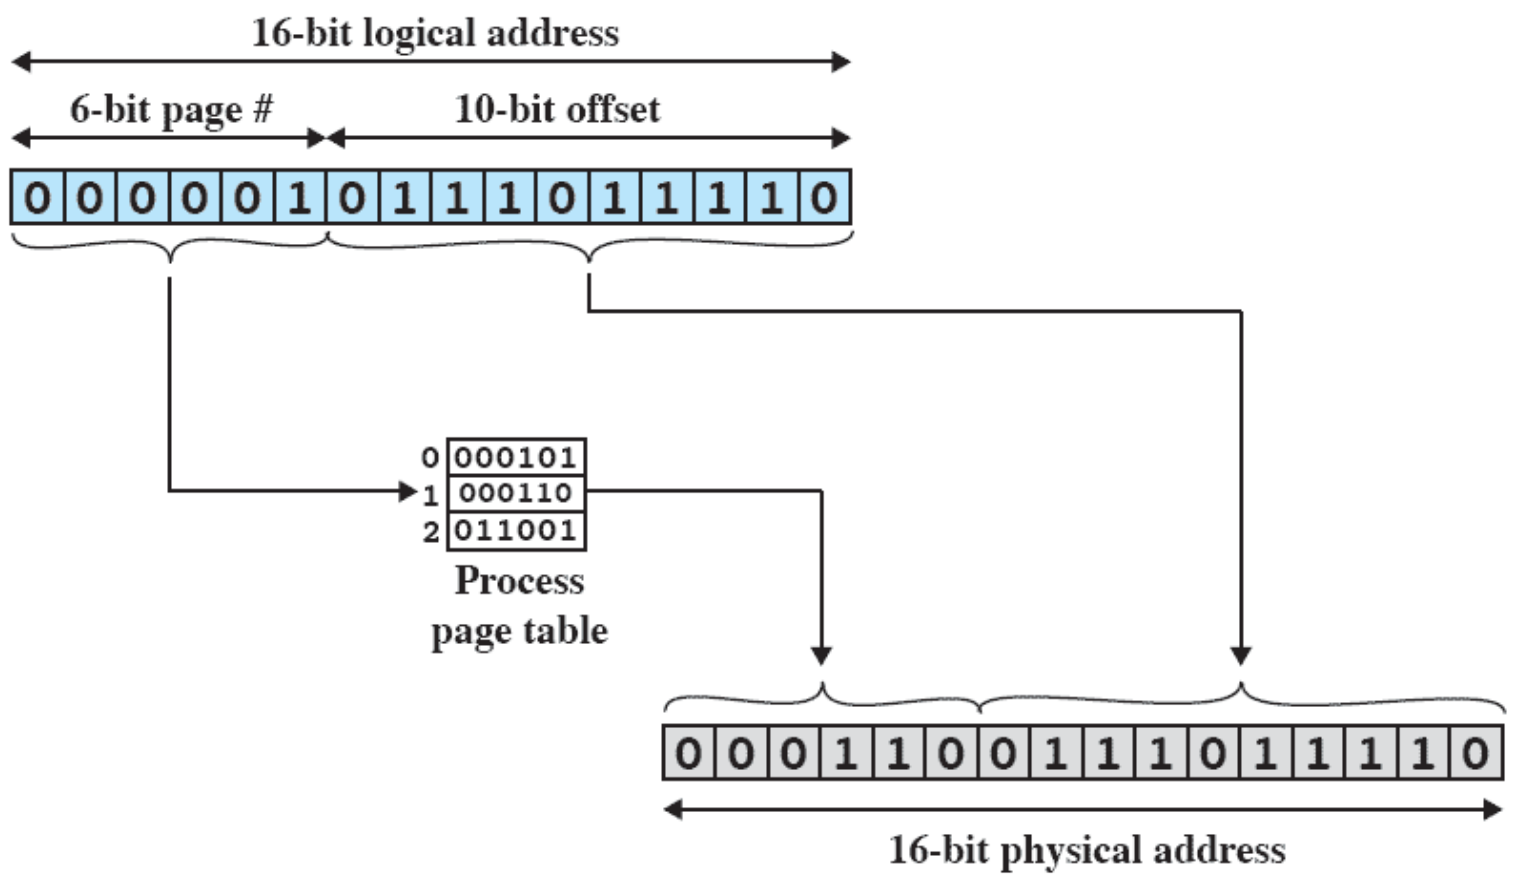 16-bit logical address
6-bit page # 10-bit offset
0 0 0 0 0 1 0 1 1 1 0 1 1 1 1 0
0 000101
1 000110
2 011001
Process
page table
0 0 0 1 1 0 0 1 1 1 0 1 1 1 1 0
16-bit physical address